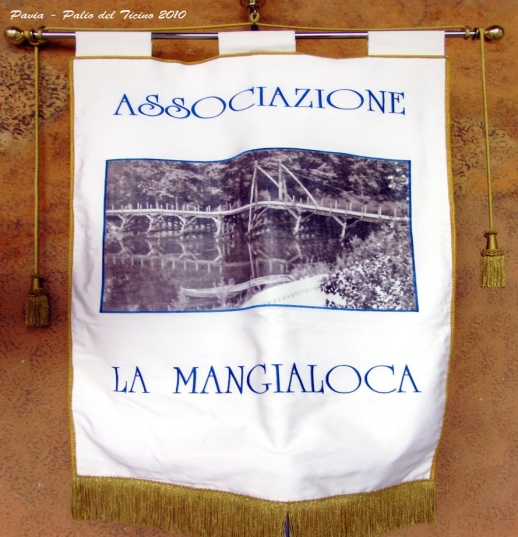 Pavia - Palio del Ticino 2010
ASSOCIAZIONE
LA MANGIALOCA